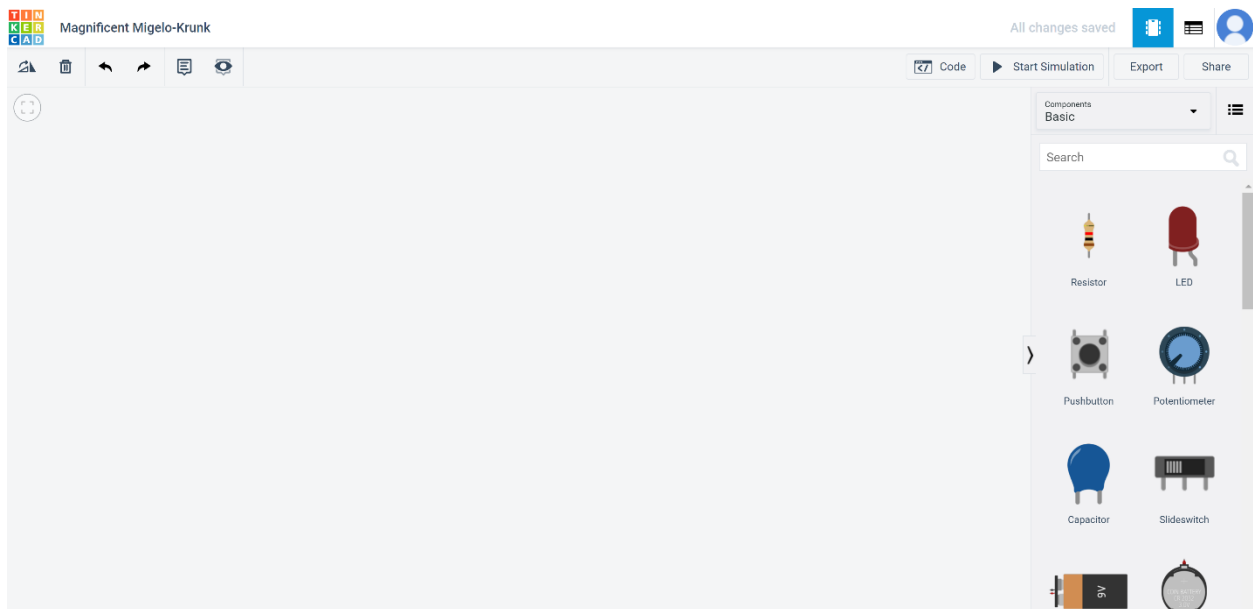 TIN
KER
CAD
Magnificent Migelo-Krunk
All changes saved
Code
Start Simulation
Export
Share
Components
Basic
Search
Resistor
LED
Pushbutton
Potentiometer
Capacitor
Slideswitch
9V